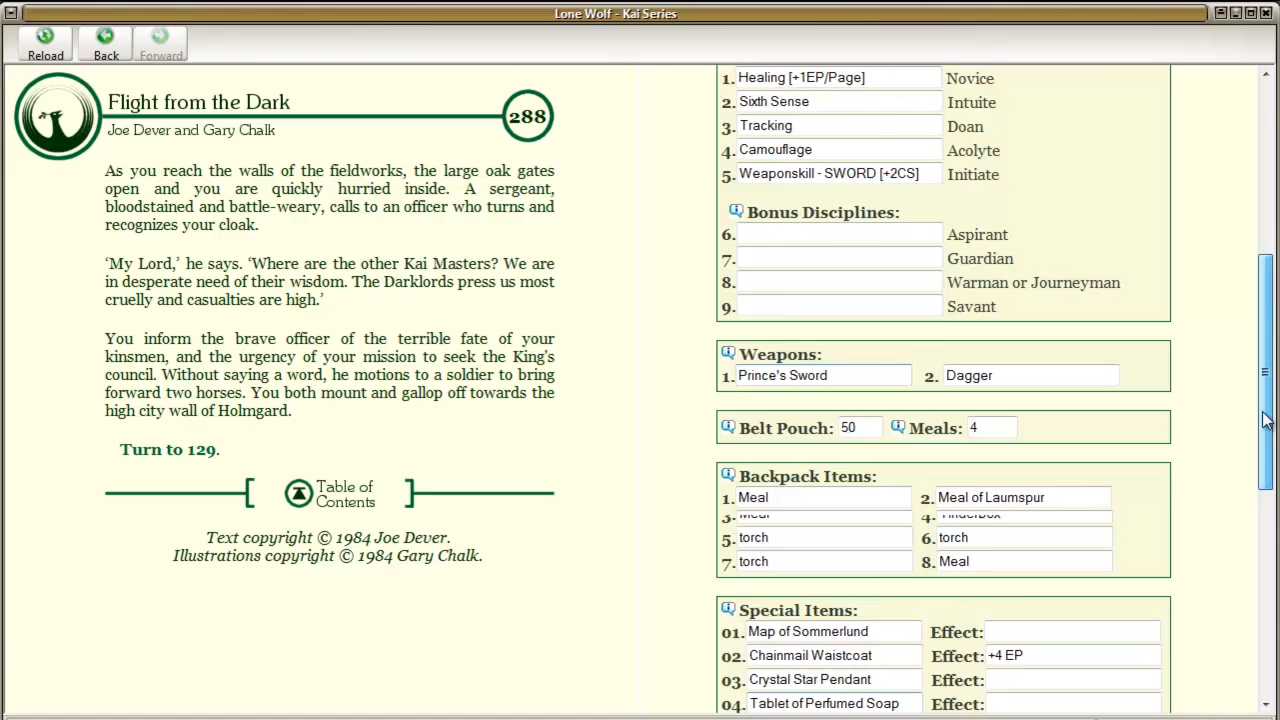 Lone Wolf - Kai Series
Reload
Back
Forward
Flight from the Dark
Joe Dever and Gary Chalk
288
As you reach the walls of the fieldworks, the large oak gates
open and you are quickly hurried inside. A sergeant,
bloodstained and battle-weary, calls to an officer who turns and
recognizes your cloak.
‘My Lord,’ he says. ‘Where are the other Kai Masters? We are
in desperate need of their wisdom. The Darklords press us most
cruelly and casualties are high.’
You inform the brave officer of the terrible fate of your
kinsmen, and the urgency of your mission to seek the King's
council. Without saying a word, he motions to a soldier to bring
forward two horses. You both mount and gallop off towards the
high city wall of Holmgard.
Turn to 129.
Table of
Contents
Text copyright © 1984 Joe Dever.
Illustrations copyright © 1984 Gary Chalk.
1. Healing [+1EP/Page] Novice
2. Sixth Sense Intuite
3. Tracking Doan
4. Camouflage Acolyte
5. Weaponskill - SWORD [+2CS] Initiate
Bonus Disciplines:
6. Aspirant
7. Guardian
8. Warman or Journeyman
9. Savant
Weapons:
1. Prince's Sword 2. Dagger
Belt Pouch: 50 Meals: 4
Backpack Items:
1. Meal 2. Meal of Laumspur
3. Meal 4. Tinderbox
5. torch 6. torch
7. torch 8. Meal
Special Items:
01. Map of Sommerlund Effect:
02. Chainmail Waistcoat Effect: +4 EP
03. Crystal Star Pendant Effect:
04. Tablet of Perfumed Soap Effect: